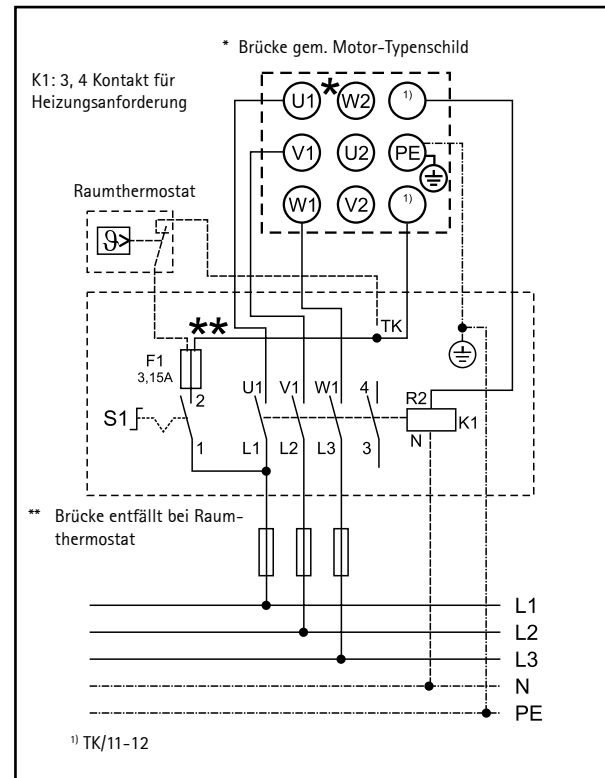 * Brücke gem. Motor-Typenschild
K1: 3, 4 Kontakt für
Heizungsanforderung
U1 * W2 1)
V1 U2 PE
W1 V2 1)
Raumthermostat
ϑ>
**
TK
F1
3,15A
2
U1 V1 W1 4
R2
S1
K1
1
L1 L2 L3 3
N
** Brücke entfällt bei Raum-
thermostat
L1
L2
L3
N
PE
1) TK/11-12